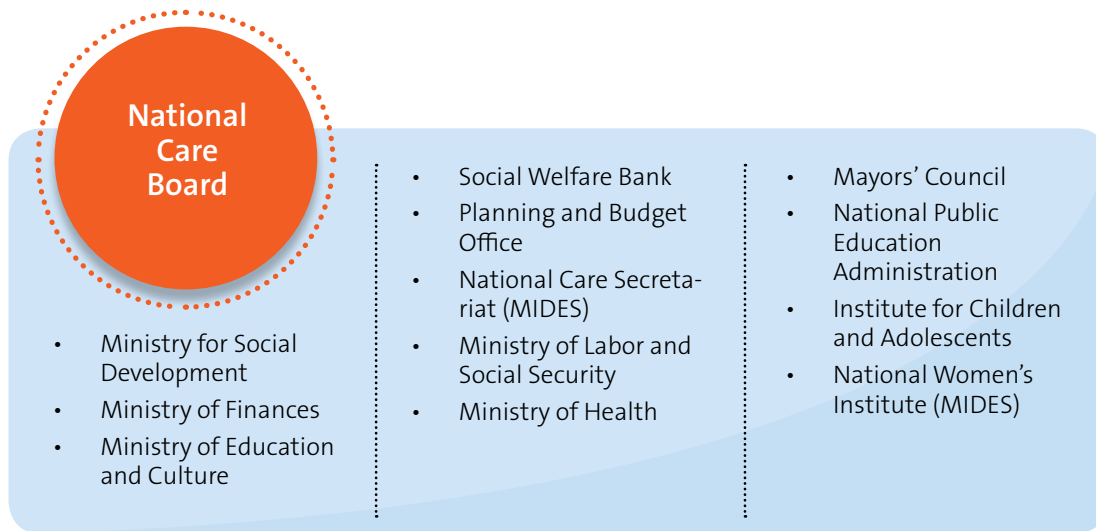 National
Care
Board
• Ministry for Social
Development
• Ministry of Finances
• Ministry of Education
and Culture
• Social Welfare Bank
• Planning and Budget
Office
• National Care Secreta-
riat (MIDES)
• Ministry of Labor and
Social Security
• Ministry of Health
• Mayors’ Council
• National Public
Education
Administration
• Institute for Children
and Adolescents
• National Women’s
Institute (MIDES)